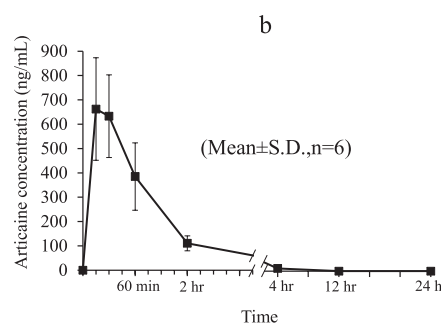 b
Articaine concentration (ng/mL)
900
800
700
600
500
400
300
200
100
0
(Mean±S.D.,n=6)
60 min 2 hr 4 hr 12 hr 24 h
Time